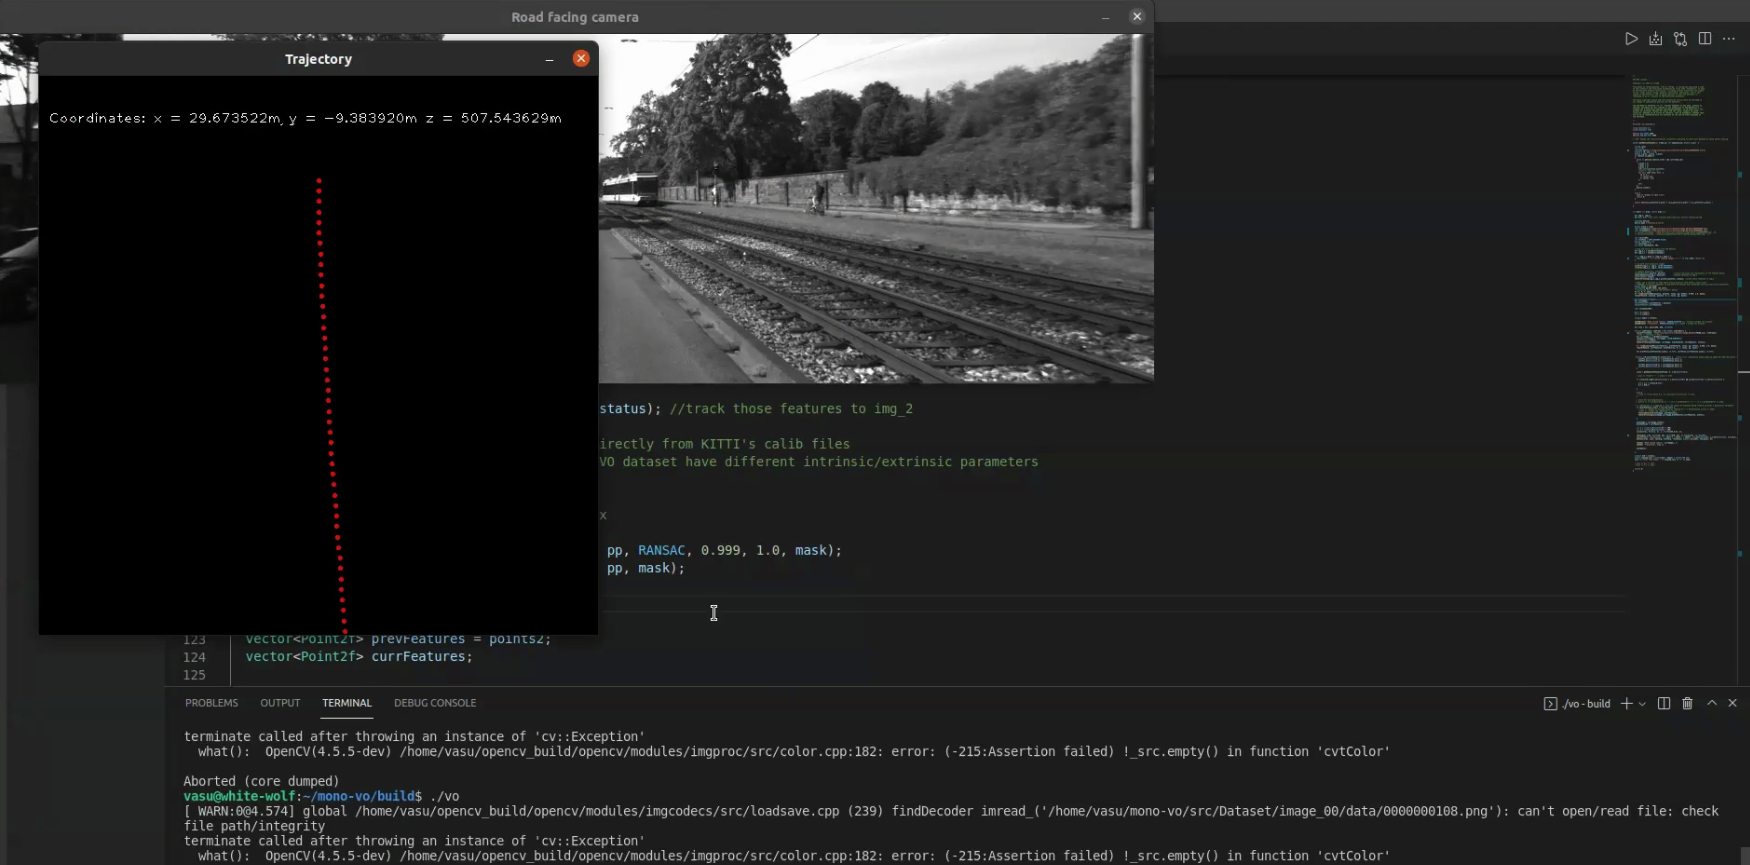 Road facing camera
Trajectory
Coordinates: x = 29.673522m, y = -9.383920m z = 507.543629m
status); //track those features to img_2
irectly from KITTI's calib files
VO dataset have different intrinsic/extrinsic parameters
x
pp, RANSAC, 0.999, 1.0, mask);
pp, mask);
123 vector<Point2f> prevFeatures = points2;
124 vector<Point2f> currFeatures;
125
PROBLEMS OUTPUT TERMINAL DEBUG CONSOLE ./vo - build
terminate called after throwing an instance of 'cv::Exception'
what(): OpenCV(4.5.5-dev) /home/vasu/opencv_build/opencv/modules/imgproc/src/color.cpp:182: error: (-215:Assertion failed) !_src.empty() in function 'cvtColor'
Aborted (core dumped)
vasu@white-wolf:~/mono-vo/build$ ./vo
[ WARN:0@4.574] global /home/vasu/opencv_build/opencv/modules/imgcodecs/src/loadsave.cpp (239) findDecoder imread_('/home/vasu/mono-vo/src/Dataset/image_00/data/0000000108.png'): can't open/read file: check
file path/integrity
terminate called after throwing an instance of 'cv::Exception'
what(): OpenCV(4.5.5-dev) /home/vasu/opencv_build/opencv/modules/imgproc/src/color.cpp:182: error: (-215:Assertion failed) !_src.empty() in function 'cvtColor'